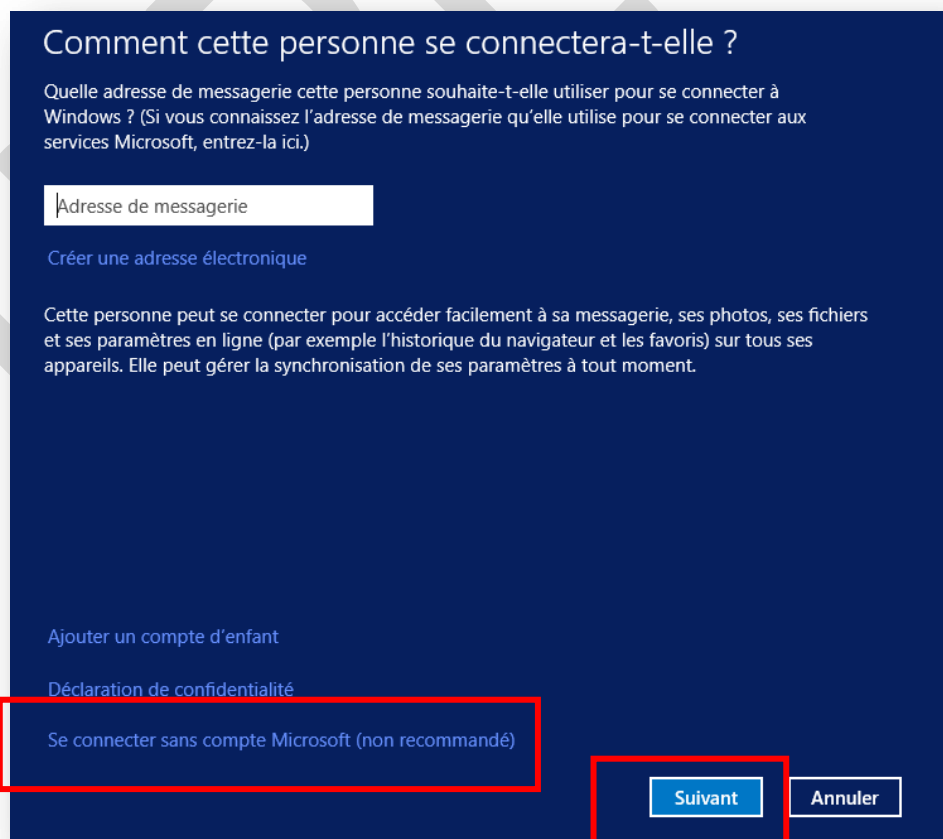 Comment cette personne se connectera-t-elle ?
Quelle adresse de messagerie cette personne souhaite-t-elle utiliser pour se connecter à
Windows ? (Si vous connaissez l’adresse de messagerie qu’elle utilise pour se connecter aux
services Microsoft, entrez-la ici.)
Adresse de messagerie
Créer une adresse électronique
Cette personne peut se connecter pour accéder facilement à sa messagerie, ses photos, ses fichiers
et ses paramètres en ligne (par exemple l’historique du navigateur et les favoris) sur tous ses
appareils. Elle peut gérer la synchronisation de ses paramètres à tout moment.
Ajouter un compte d’enfant
Déclaration de confidentialité
Se connecter sans compte Microsoft (non recommandé)
Suivant Annuler